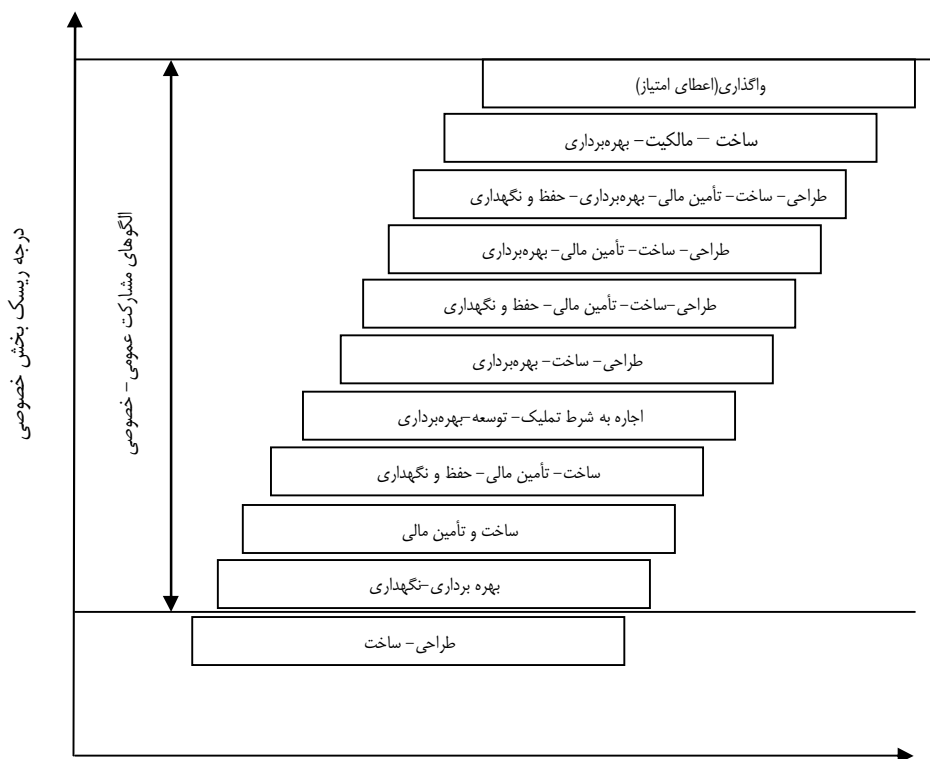 واگذاری(اعطای امتیاز)
ساخت – مالکیت- بهره‌برداری
طراحی- ساخت- تأمین مالی- بهره‌برداری- حفظ و نگهداری
طراحی- ساخت- تأمین مالی- بهره‌برداری
طراحی-ساخت- تأمین مالی- حفظ و نگهداری
طراحی- ساخت- بهره‌برداری
اجاره به شرط تملیک- توسعه-بهره‌برداری
ساخت- تأمین مالی- حفظ و نگهداری
ساخت و تأمین مالی
بهره برداری-نگهداری
طراحی- ساخت
الگوهای مشارکت عمومی- خصوصی
درجه ریسک بخش خصوصی